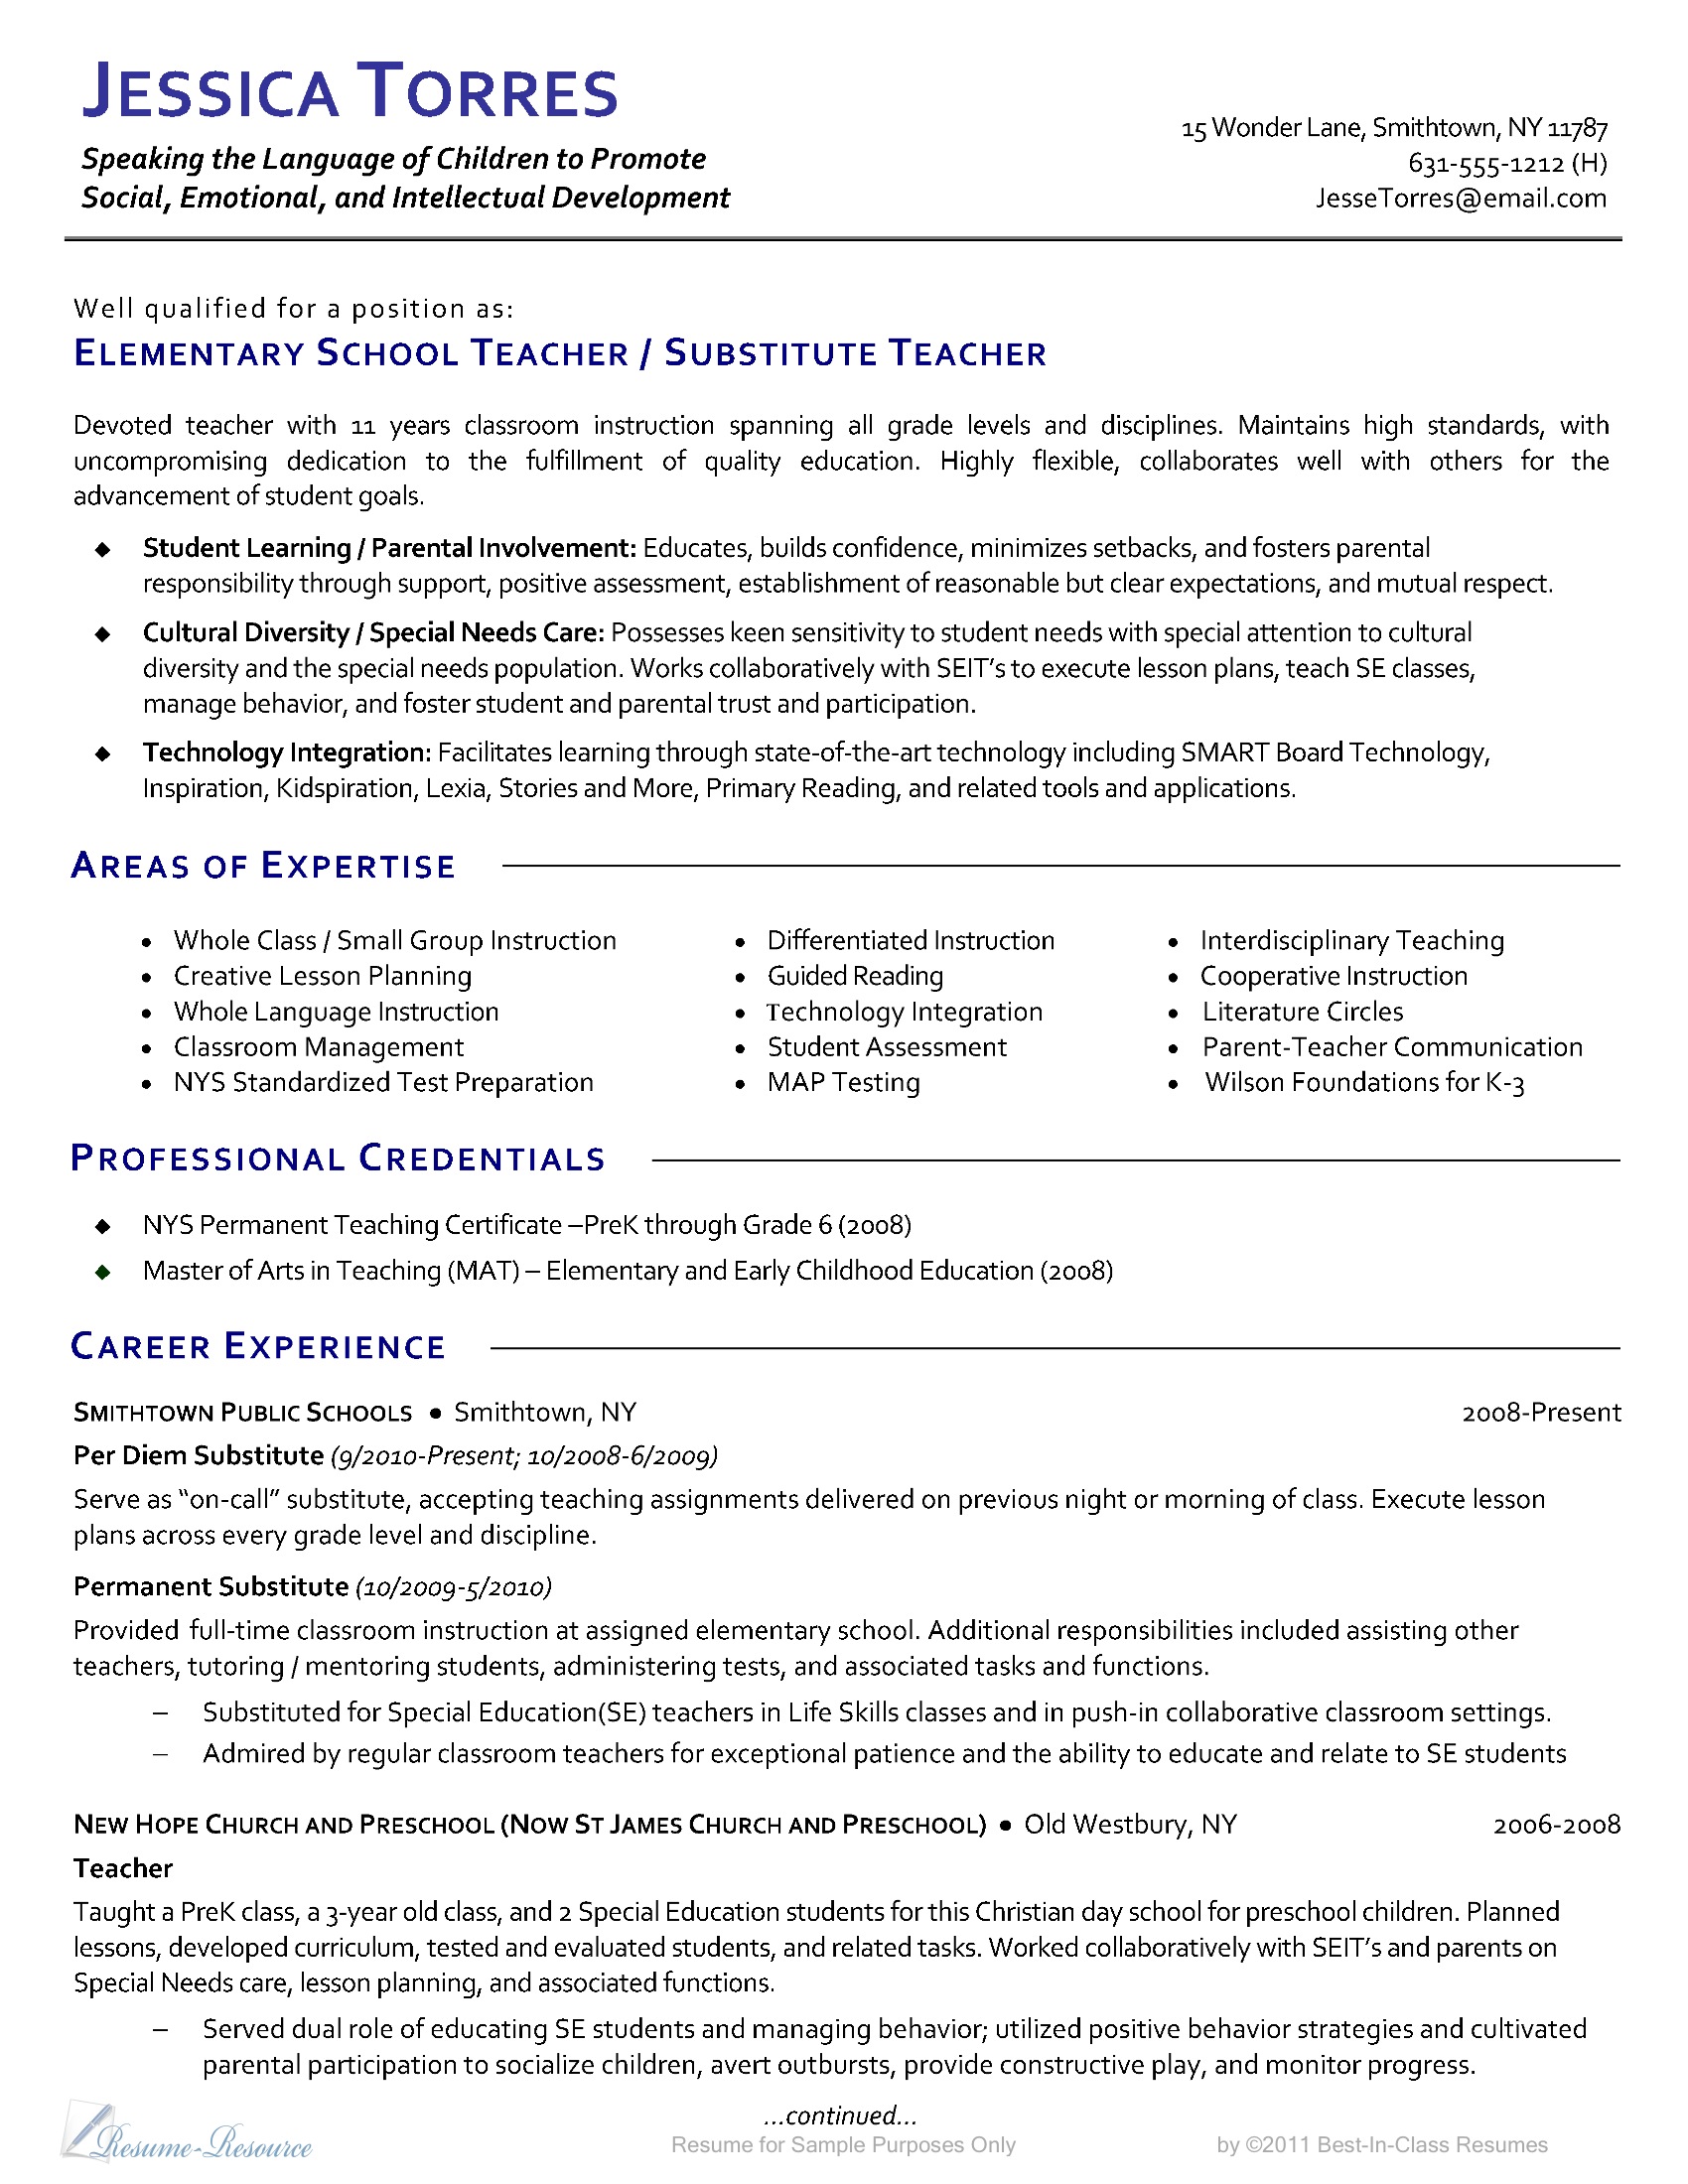 JESSICA TORRES
Speaking the Language of Children to Promote
Social, Emotional, and Intellectual Development
15 Wonder Lane, Smithtown, NY 11787
631-555-1212 (H)
JesseTorres@email.com
Well qualified for a position as:
ELEMENTARY SCHOOL TEACHER / SUBSTITUTE TEACHER
Devoted teacher with 11 years classroom instruction spanning all grade levels and disciplines. Maintains high standards, with
uncompromising dedication to the fulfillment of quality education. Highly flexible, collaborates well with others for the
advancement of student goals.
◆ Student Learning / Parental Involvement: Educates, builds confidence, minimizes setbacks, and fosters parental
responsibility through support, positive assessment, establishment of reasonable but clear expectations, and mutual respect.
◆ Cultural Diversity / Special Needs Care: Possesses keen sensitivity to student needs with special attention to cultural
diversity and the special needs population. Works collaboratively with SEIT's to execute lesson plans, teach SE classes,
manage behavior, and foster student and parental trust and participation.
◆ Technology Integration: Facilitates learning through state-of-the-art technology including SMART Board Technology,
Inspiration, Kidspiration, Lexia, Stories and More, Primary Reading, and related tools and applications.
AREAS OF EXPERTISE
• Whole Class / Small Group Instruction
• Creative Lesson Planning
• Whole Language Instruction
• Classroom Management
• NYS Standardized Test Preparation
• Differentiated Instruction
• Guided Reading
• Technology Integration
• Student Assessment
• MAP Testing
• Interdisciplinary Teaching
• Cooperative Instruction
• Literature Circles
• Parent-Teacher Communication
• Wilson Foundations for K-3
PROFESSIONAL CREDENTIALS
◆ NYS Permanent Teaching Certificate –PreK through Grade 6 (2008)
◆ Master of Arts in Teaching (MAT) – Elementary and Early Childhood Education (2008)
CAREER EXPERIENCE
SMITHTOWN PUBLIC SCHOOLS • Smithtown, NY 2008-Present
Per Diem Substitute (9/2010-Present; 10/2008-6/2009)
Serve as “on-call” substitute, accepting teaching assignments delivered on previous night or morning of class. Execute lesson
plans across every grade level and discipline.
Permanent Substitute (10/2009-5/2010)
Provided full-time classroom instruction at assigned elementary school. Additional responsibilities included assisting other
teachers, tutoring / mentoring students, administering tests, and associated tasks and functions.
– Substituted for Special Education(SE) teachers in Life Skills classes and in push-in collaborative classroom settings.
– Admired by regular classroom teachers for exceptional patience and the ability to educate and relate to SE students
NEW HOPE CHURCH AND PRESCHOOL (NOW ST JAMES CHURCH AND PRESCHOOL) • Old Westbury, NY 2006-2008
Teacher
Taught a PreK class, a 3-year old class, and 2 Special Education students for this Christian day school for preschool children. Planned
lessons, developed curriculum, tested and evaluated students, and related tasks. Worked collaboratively with SEIT's and parents on
Special Needs care, lesson planning, and associated functions.
– Served dual role of educating SE students and managing behavior; utilized positive behavior strategies and cultivated
parental participation to socialize children, avert outbursts, provide constructive play, and monitor progress.
...continued...
Resume-Resource
Resume for Sample Purposes Only
by ©2011 Best-In-Class Resumes